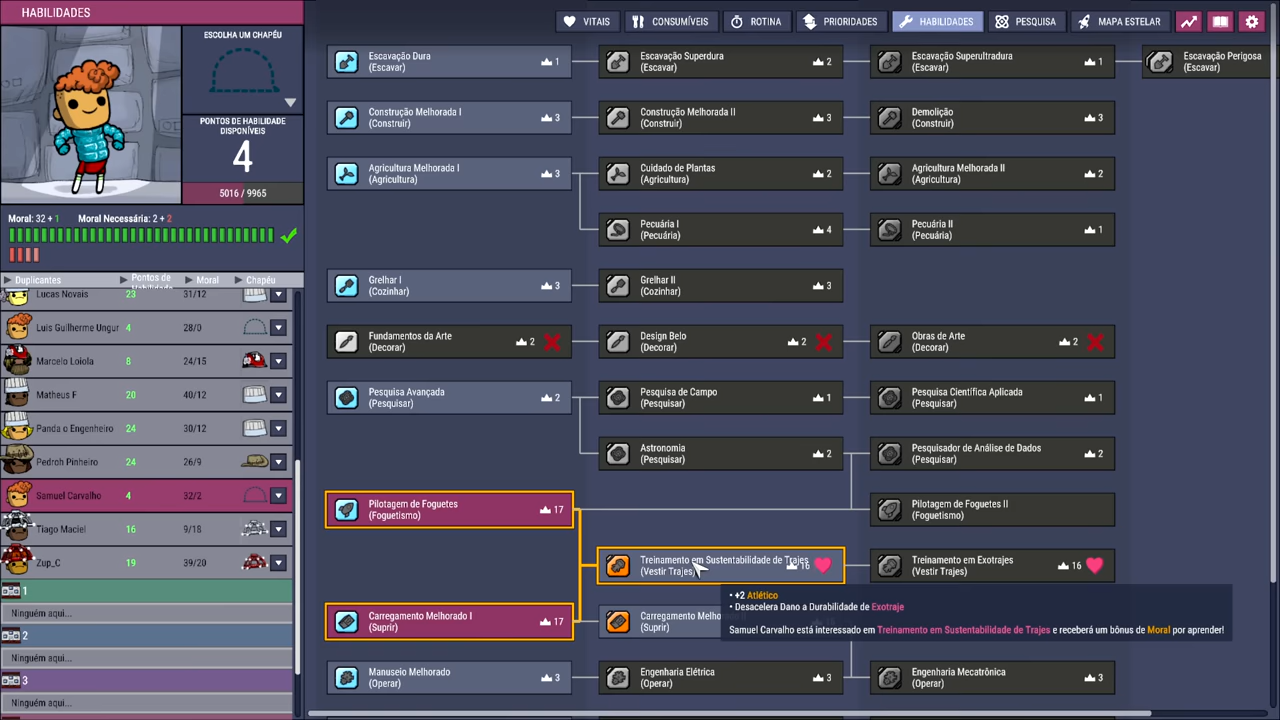 HABILIDADES
VITAIS
CONSUMÍVEIS
ROTINA
PRIORIDADES
HABILIDADES
PESQUISA
MAPA ESTELAR
ESCOLHA UM CHAPÉU
PONTOS DE HABILIDADE DISPONÍVEIS
4
5016 / 9965
Moral: 32 + 1
Moral Necessária: 2 + 2
Duplicantes
Pontos de Habilidade
Moral
Chapéu
Lucas Novais 23 31/12
Luis Guilherme Ungur 4 28/0
Marcelo Loiola 8 24/15
Matheus F 20 40/12
Panda o Engenheiro 24 30/12
Pedroh Pinheiro 24 26/9
Samuel Carvalho 4 32/2
Tiago Maciel 16 9/18
Zup_C 14 39/20
1
Ninguém aqui...
2
Ninguém aqui...
3
Ninguém aqui...
Escavação Dura
(Escavar)
1
Escavação Superdura
(Escavar)
2
Escavação Superultradura
(Escavar)
1
Escavação Perigosa
(Escavar)
Construção Melhorada I
(Construir)
3
Construção Melhorada II
(Construir)
3
Demolição
(Construir)
3
Agricultura Melhorada I
(Agricultura)
3
Cuidado de Plantas
(Agricultura)
2
Agricultura Melhorada II
(Agricultura)
2
Pecuária I
(Pecuária)
4
Pecuária II
(Pecuária)
1
Grelhar I
(Cozinhar)
3
Grelhar II
(Cozinhar)
3
Fundamentos da Arte
(Decorar)
2
Design Belo
(Decorar)
2
Obras de Arte
(Decorar)
2
Pesquisa Avançada
(Pesquisar)
2
Pesquisa de Campo
(Pesquisar)
1
Pesquisa Científica Aplicada
(Pesquisar)
1
Astronomia
(Pesquisar)
2
Pesquisador de Análise de Dados
(Pesquisar)
2
Pilotagem de Foguetes
(Foguetismo)
17
Pilotagem de Foguetes II
(Foguetismo)
Treinamento em Sustentabilidade de Trajes
(Vestir Trajes)
16
Treinamento em Exotrajes
(Vestir Trajes)
16
• +2 Atlético
• Desacelera Dano a Durabilidade de Exotraje
Samuel Carvalho está interessado em Treinamento em Sustentabilidade de Trajes e receberá um bônus de Moral por aprender!
Carregamento Melhorado I
(Suprir)
17
Carregamento
(Suprir)
Manuseio Melhorado
(Operar)
3
Engenharia Elétrica
(Operar)
3
Engenharia Mecatrônica
(Operar)
3